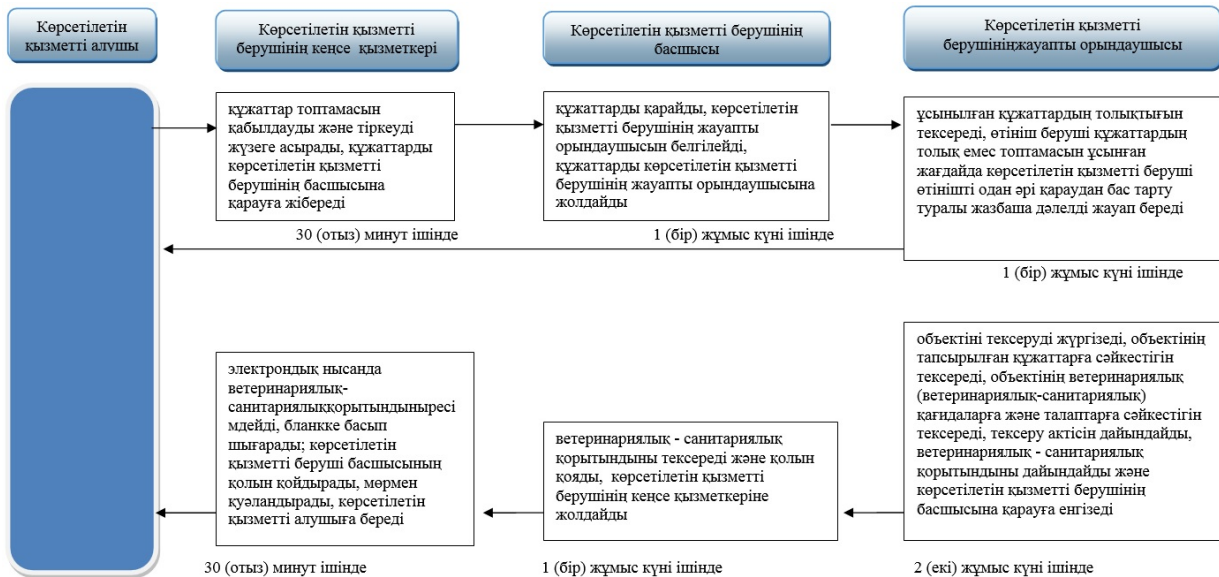 Көрсетілетін
қызметті алушы
Көрсетілетін қызметті
берушінің кеңсе қызметкері
Көрсетілетін қызметті берушінің
басшысы
Көрсетілетін қызметті
берушініңжауапты орындаушысы
құжаттар топтамасын
қабылдауды және тіркеуді
жүзеге асырады, құжаттарды
көрсетілетін қызметті
берушінің басшысына
қарауға жібереді
құжаттарды қарайды, көрсетілетін
қызметті берушінің жауапты
орындаушысын белгілейді,
құжаттарды көрсетілетін қызметті
берушінің жауапты орындаушысына
жолдайды
ұсынылған құжаттардың толықтығын
тексереді, өтініш беруші құжаттардың
толық емес топтамасын ұсынған
жағдайда көрсетілетін қызметті беруші
өтінішті одан әрі қараудан бас тарту
туралы жазбаша дәлелді жауап береді
30 (отыз) минут ішінде
1 (бір) жұмыс күні ішінде
1 (бір) жұмыс күні ішінде
электрондық нысанда
ветеринариялық-
санитариялыққорытындыныресі
мдейді, бланкке басып
шығарады; көрсетілетін
қызметті беруші басшысының
қолын қойдырады, мөрмен
қуәландырады, көрсетілетін
қызметті алушыға береді
ветеринариялық - санитариялық
қорытындыны тексереді және қолын
қояды, көрсетілетін қызметті
берушінің кеңсе қызметкеріне
жолдайды
объектіні тексеруді жүргізеді, объектінің
тапсырылған құжаттарға сәйкестігін
тексереді, объектінің ветеринариялық
(ветеринариялық-санитариялық)
қағидаларға және талаптарға сәйкестігін
тексереді, тексеру актісін дайындайды,
ветеринариялық - санитариялық
қорытындыны дайындайды және
көрсетілетін қызметті берушінің
басшысына қарауға енгізеді
30 (отыз) минут ішінде
1 (бір) жұмыс күні ішінде
2 (екі) жұмыс күні ішінде